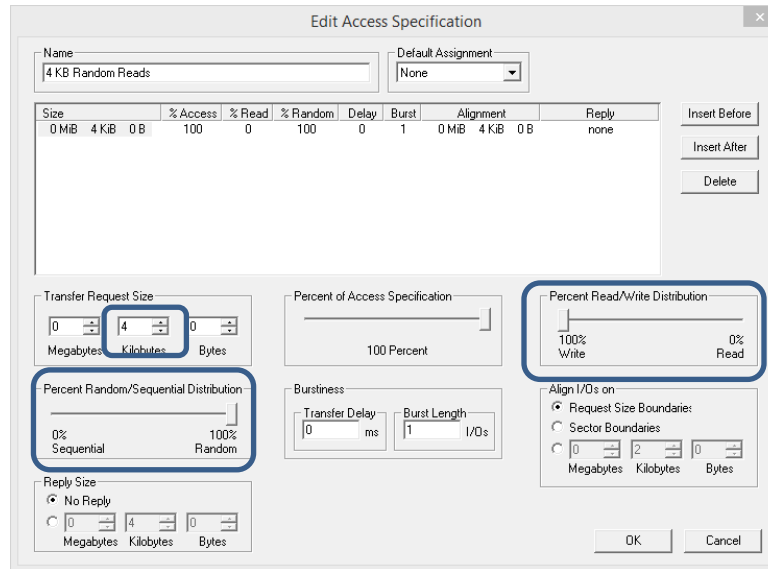 Edit Access Specification
Name
4 KB Random Reads
Default Assignment
None
Size % Access % Read % Random Delay Burst Alignment Reply
0 MiB 4 KiB 0 B 100 0 100 0 1 0 MiB 4 KiB 0 B none
Insert Before
Insert After
Delete
Transfer Request Size
0 4 0
Megabytes Kilobytes Bytes
Percent of Access Specification
100 Percent
Percent Read/Write Distribution
100% 0%
Write Read
Percent Random/Sequential Distribution
0% 100%
Sequential Random
Burstiness
Transfer Delay
0 ms
Burst Length
1 I/Os
Align I/Os on
Request Size Boundaries
Sector Boundaries
0 2 0
Megabytes Kilobytes Bytes
Reply Size
No Reply
0 4 0
Megabytes Kilobytes Bytes
OK Cancel